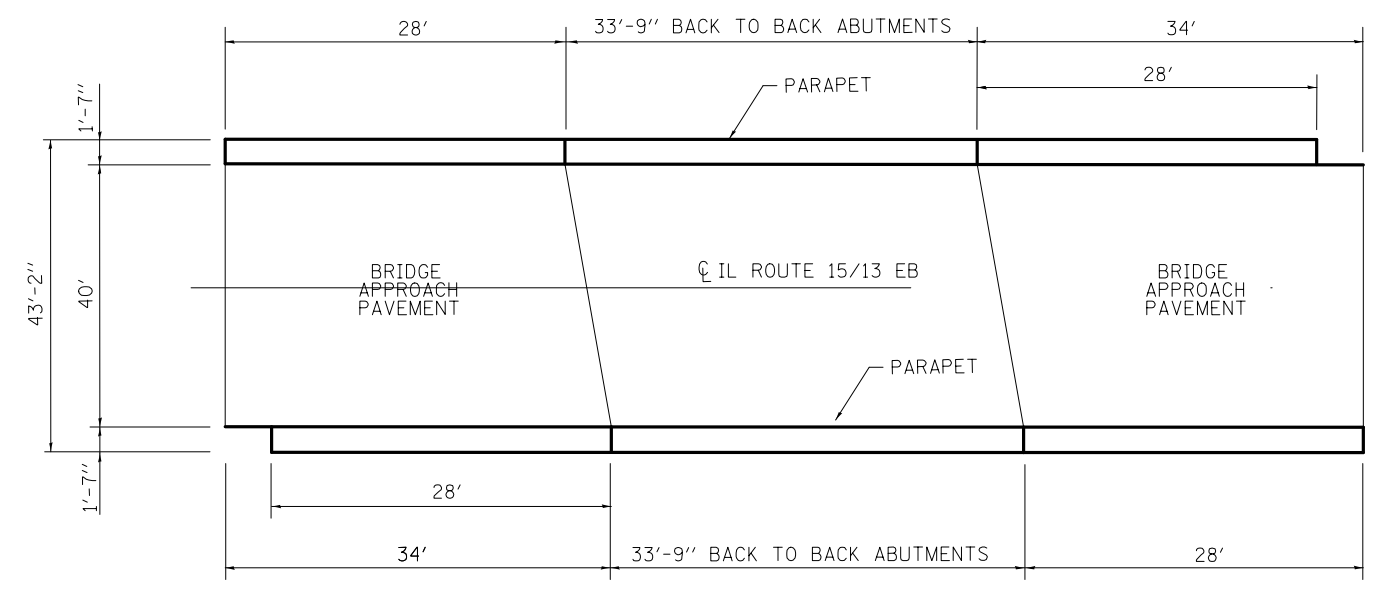 28'
33'-9" BACK TO BACK ABUTMENTS
34'
28'
PARAPET
1'-7"
43'-2"
40'
BRIDGE
APPROACH
PAVEMENT
℄ IL ROUTE 15/13 EB
BRIDGE
APPROACH
PAVEMENT
PARAPET
1'-7"
28'
34'
33'-9" BACK TO BACK ABUTMENTS
28'